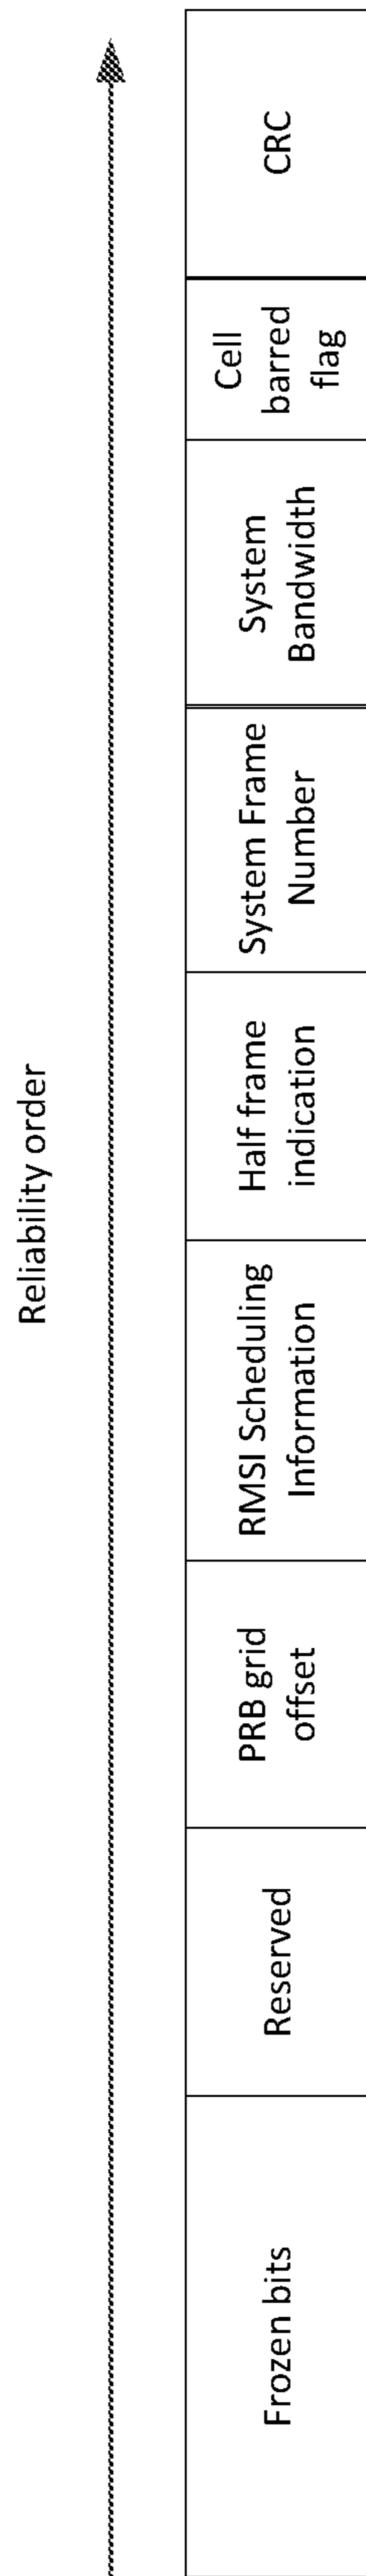 Reliability order
Frozen bits
Reserved
PRB grid
offset
RMSI Scheduling
Information
Half frame
indication
System Frame
Number
System
Bandwidth
Cell
barred
flag
CRC